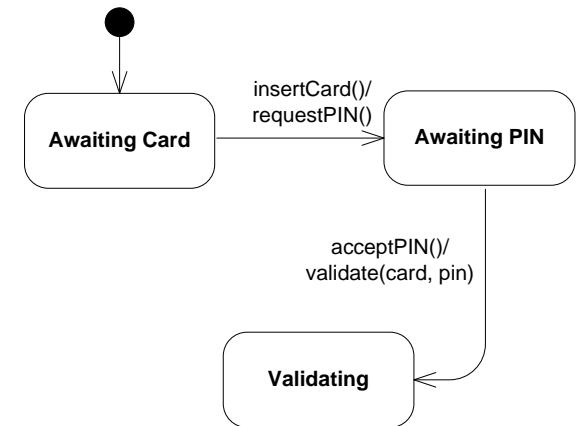 insertCard()/
requestPIN()
Awaiting Card
Awaiting PIN
acceptPIN()/
validate(card, pin)
Validating